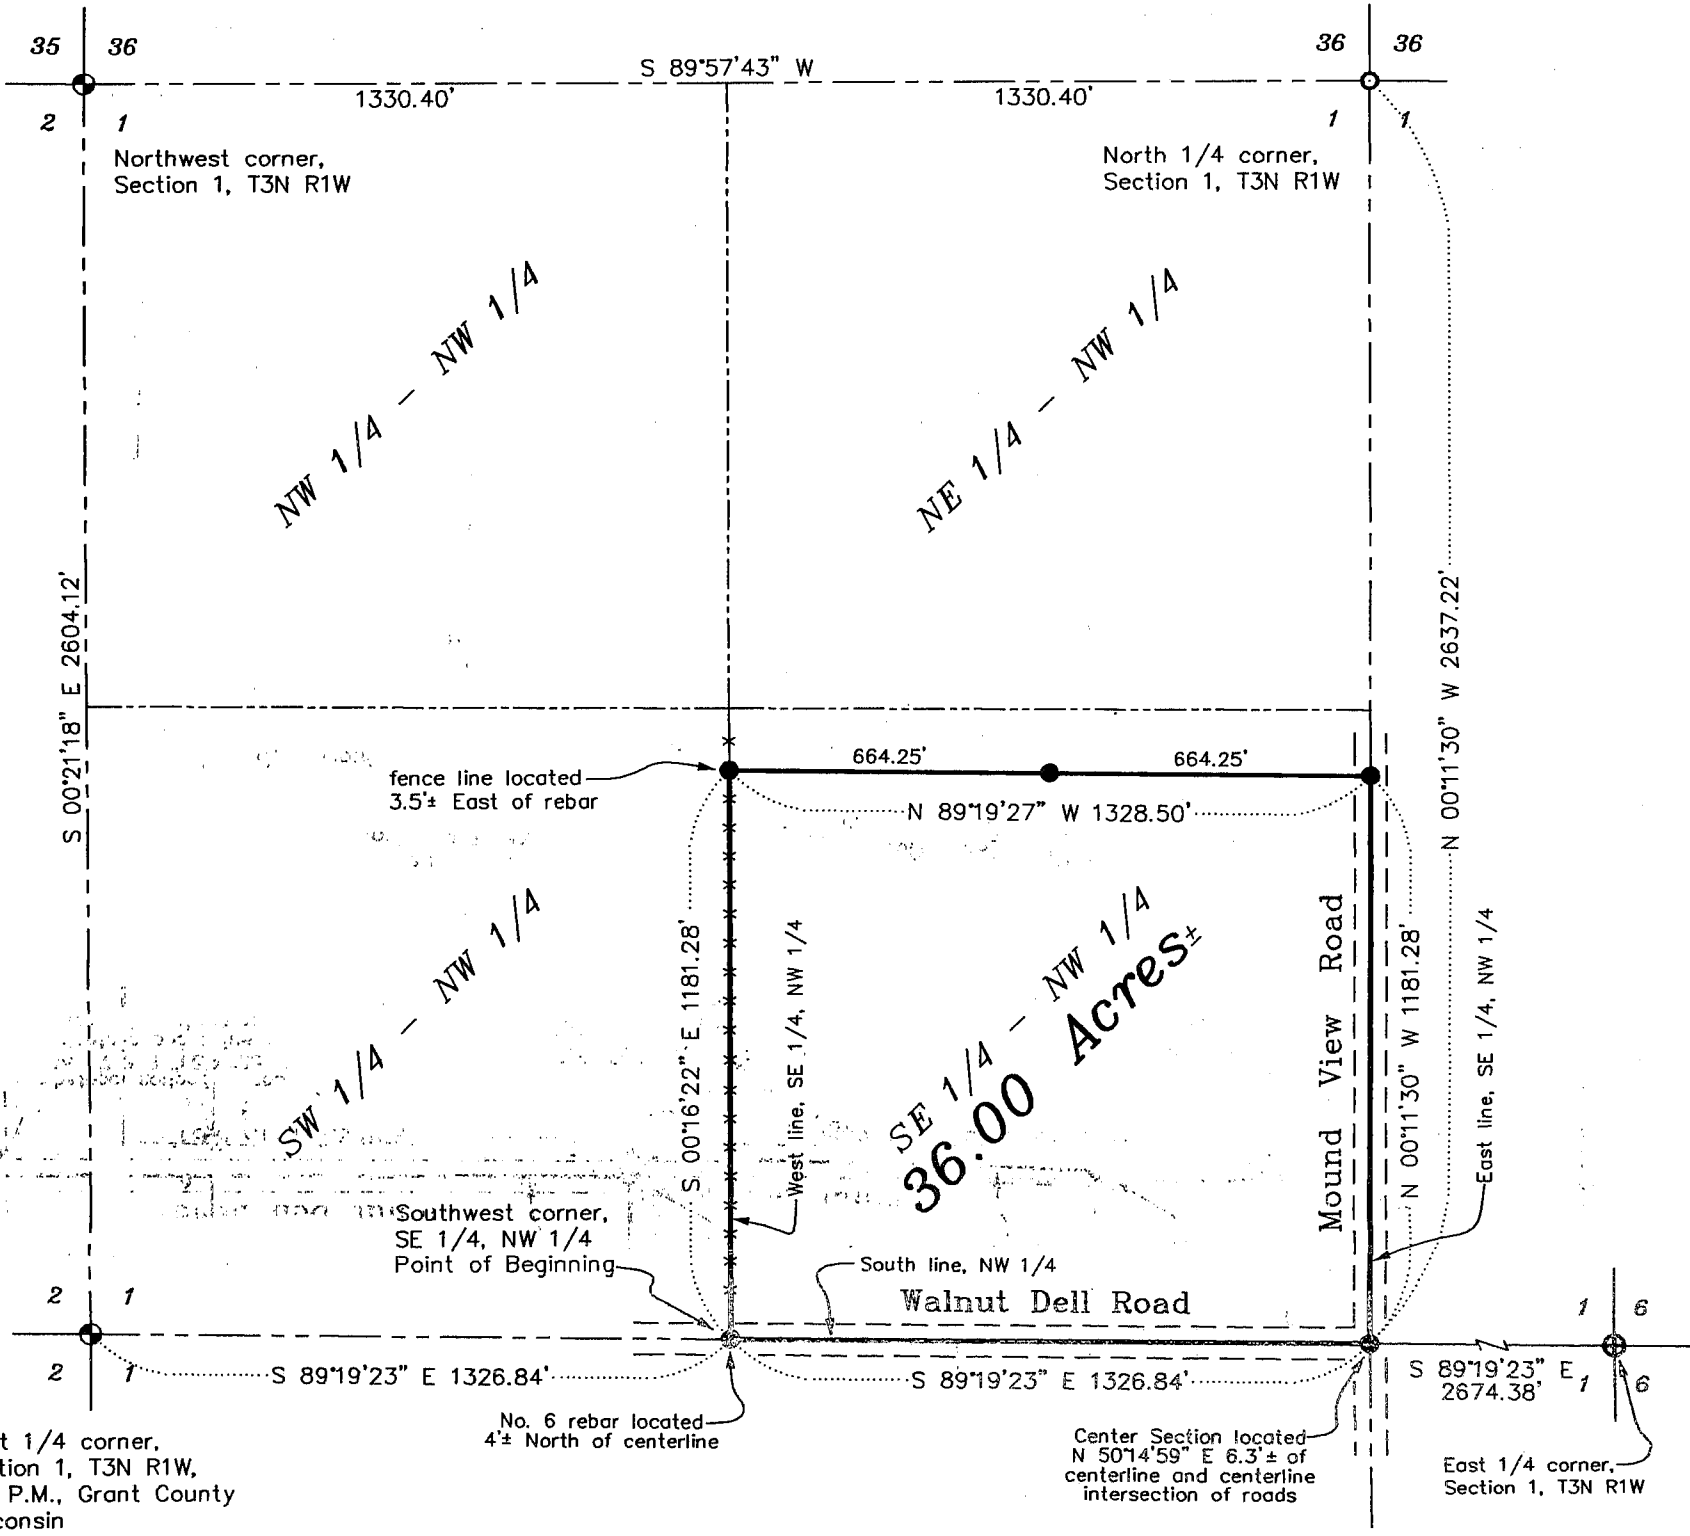 35 36
36 36
S 89°57'43" W
1330.40'
1330.40'
2 1
1 1
Northwest corner,
Section 1, T3N R1W
North 1/4 corner,
Section 1, T3N R1W
NW 1/4 - NW 1/4
NE 1/4 - NW 1/4
S 00°21'18" E 2604.12'
N 00°11'30" W 2637.22'
664.25'
664.25'
fence line located
3.5'± East of rebar
N 89°19'27" W 1328.50'
SW 1/4 - NW 1/4
S 00°16'22" E 1181.28'
West line, SE 1/4, NW 1/4
SE 1/4 - NW 1/4
36.00 Acres±
Mound View Road
N 00°11'30" W 1181.28'
East line, SE 1/4, NW 1/4
Southwest corner,
SE 1/4, NW 1/4
Point of Beginning
South line, NW 1/4
Walnut Dell Road
2 1
1 6
2 1
S 89°19'23" E 1326.84'
S 89°19'23" E 1326.84'
S 89°19'23" E
2674.38'
1 6
No. 6 rebar located
4'± North of centerline
Center Section located
N 50°14'59" E 6.3'± of
centerline and centerline
intersection of roads
East 1/4 corner,
Section 1, T3N R1W
t 1/4 corner,
tion 1, T3N R1W,
P.M., Grant County
consin